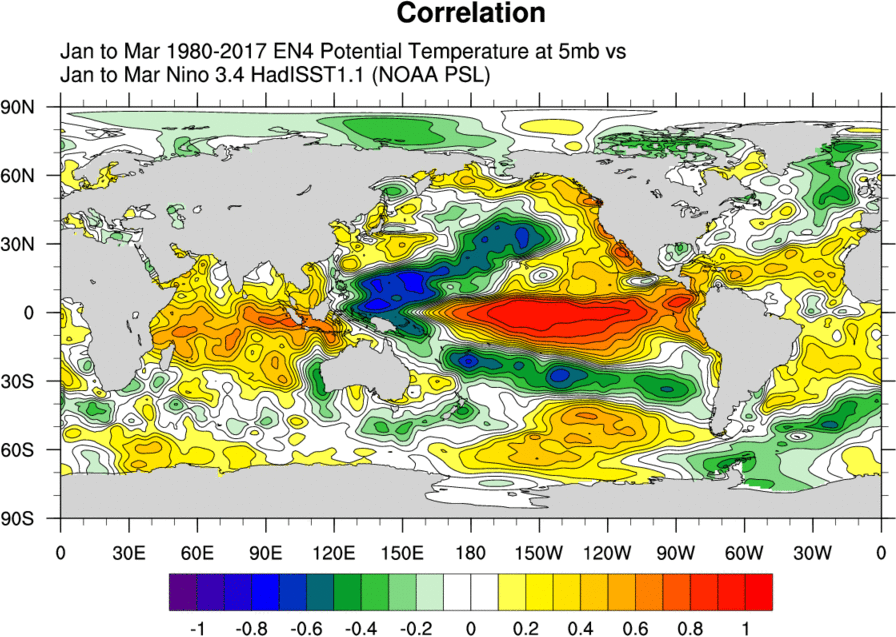 Correlation
Jan to Mar 1980-2017 EN4 Potential Temperature at 5mb vs
Jan to Mar Nino 3.4 HadISST1.1 (NOAA PSL)
90N
60N
30N
0
30S
60S
90S
0 30E 60E 90E 120E 150E 180 150W 120W 90W 60W 30W 0
-1 -0.8 -0.6 -0.4 -0.2 0 0.2 0.4 0.6 0.8 1